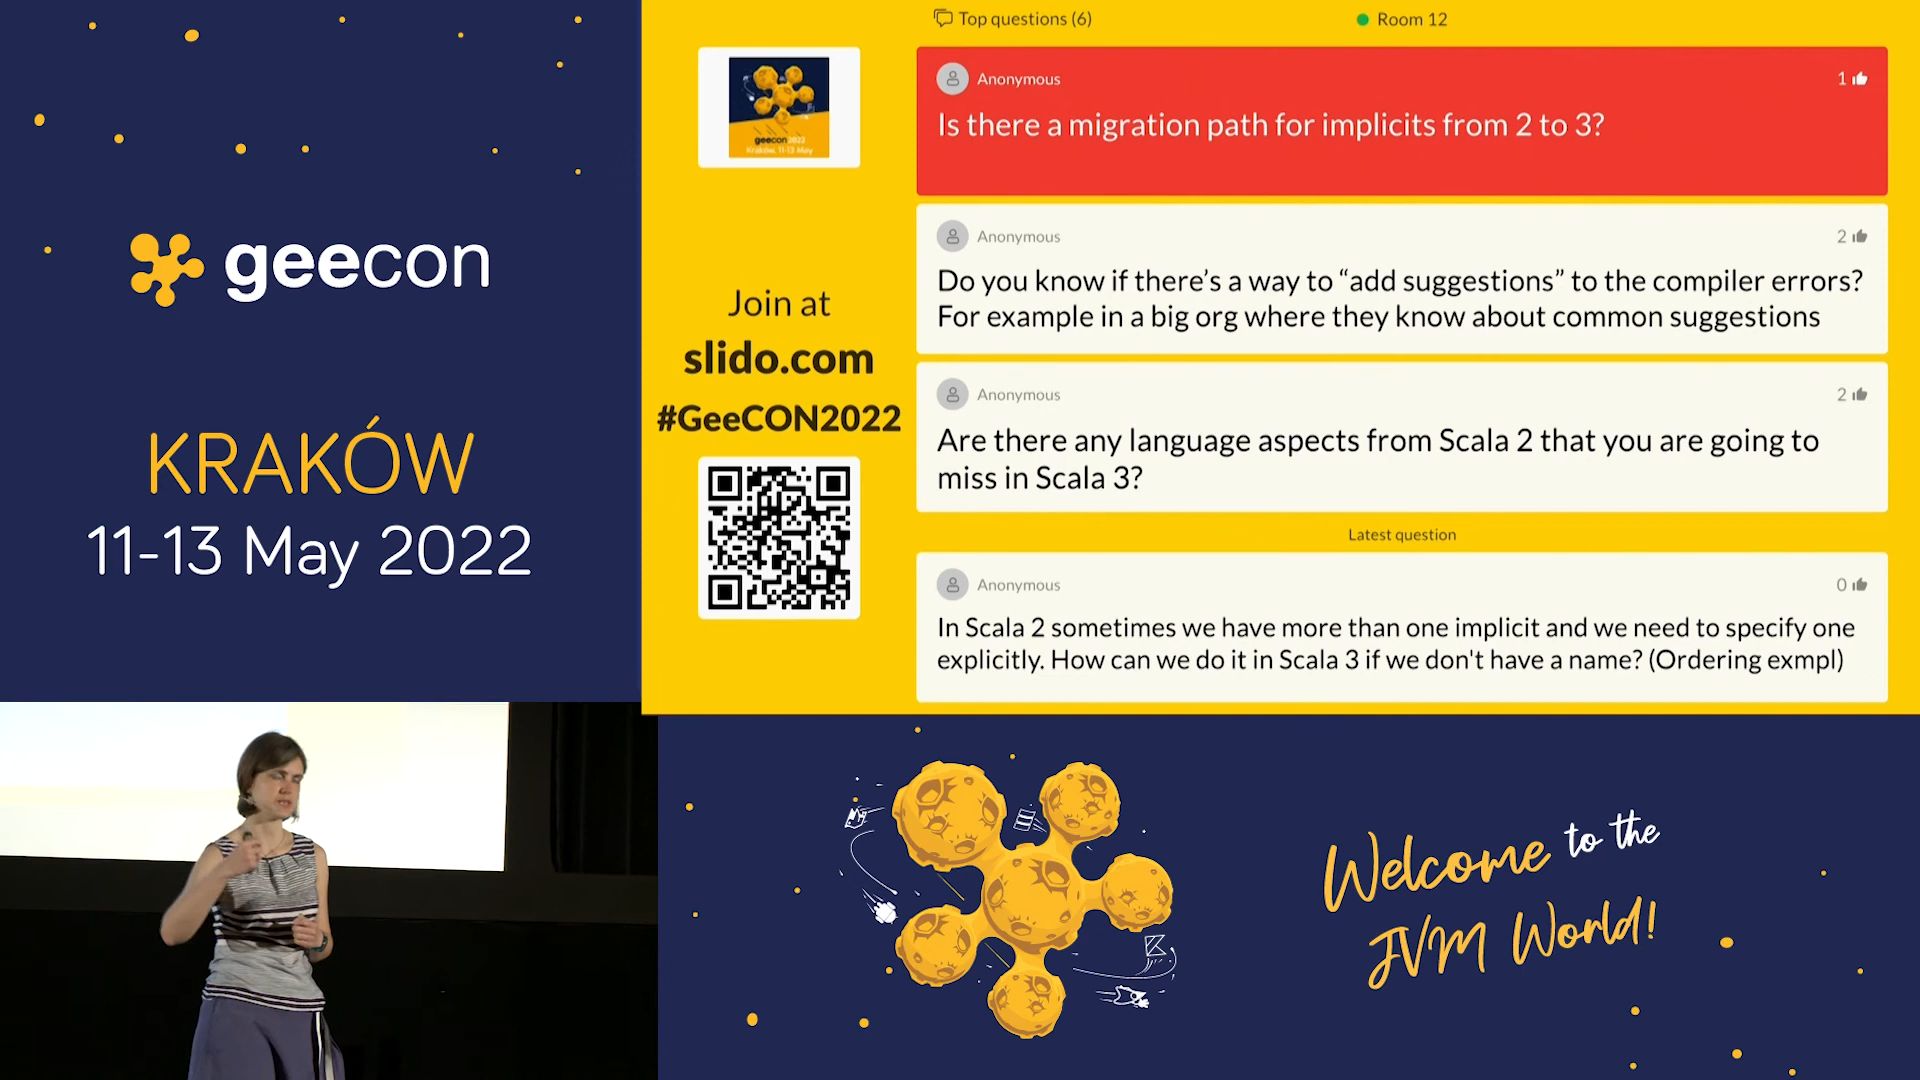 geecon
KRAKÓW
11-13 May 2022
Top questions (6)
Room 12
geecon2022
Kraków, 11-13 May
Join at
slido.com
#GeeCON2022
Anonymous
1
Is there a migration path for implicits from 2 to 3?
Anonymous
2
Do you know if there’s a way to “add suggestions” to the compiler errors?
For example in a big org where they know about common suggestions
Anonymous
2
Are there any language aspects from Scala 2 that you are going to
miss in Scala 3?
Latest question
Anonymous
0
In Scala 2 sometimes we have more than one implicit and we need to specify one
explicitly. How can we do it in Scala 3 if we don't have a name? (Ordering exmpl)
Welcome to the
JVM World!